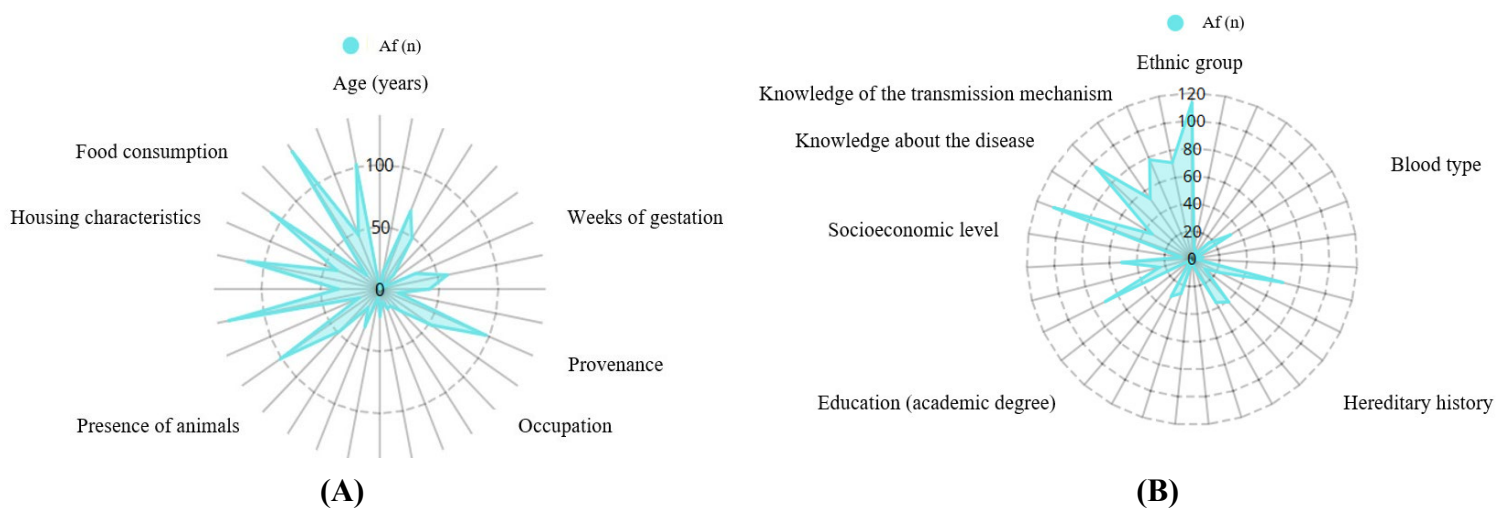 Af (n)
Age (years)
Food consumption
100
Housing characteristics
50
Weeks of gestation
0
Provenance
Presence of animals
Occupation
(A)
Af (n)
Ethnic group
Knowledge of the transmission mechanism
120
100
Knowledge about the disease
80
Blood type
60
40
Socioeconomic level
20
0
Education (academic degree)
Hereditary history
(B)